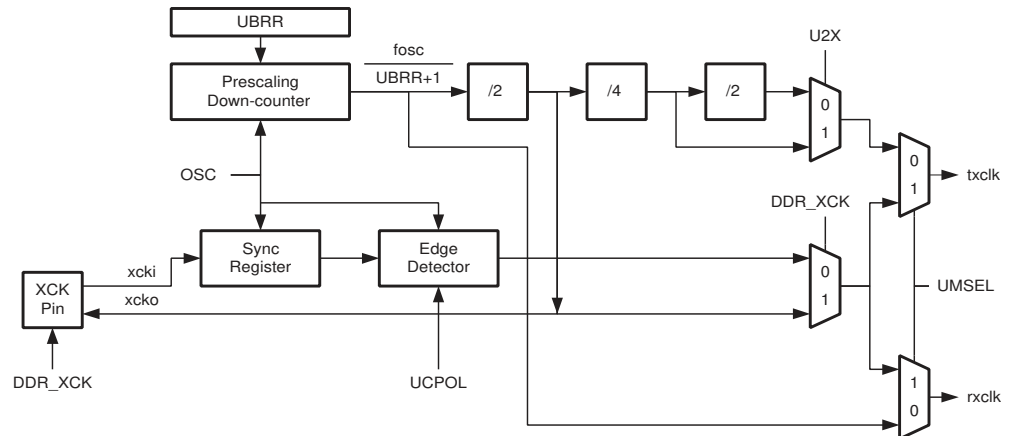 UBRR
U2X
fosc
Prescaling
Down-counter
UBRR+1
/2
/4
/2
0
1
0
1
txclk
OSC
DDR_XCK
Sync
Register
Edge
Detector
xcki
0
1
XCK
Pin
xcko
UMSEL
DDR_XCK
UCPOL
1
0
rxclk